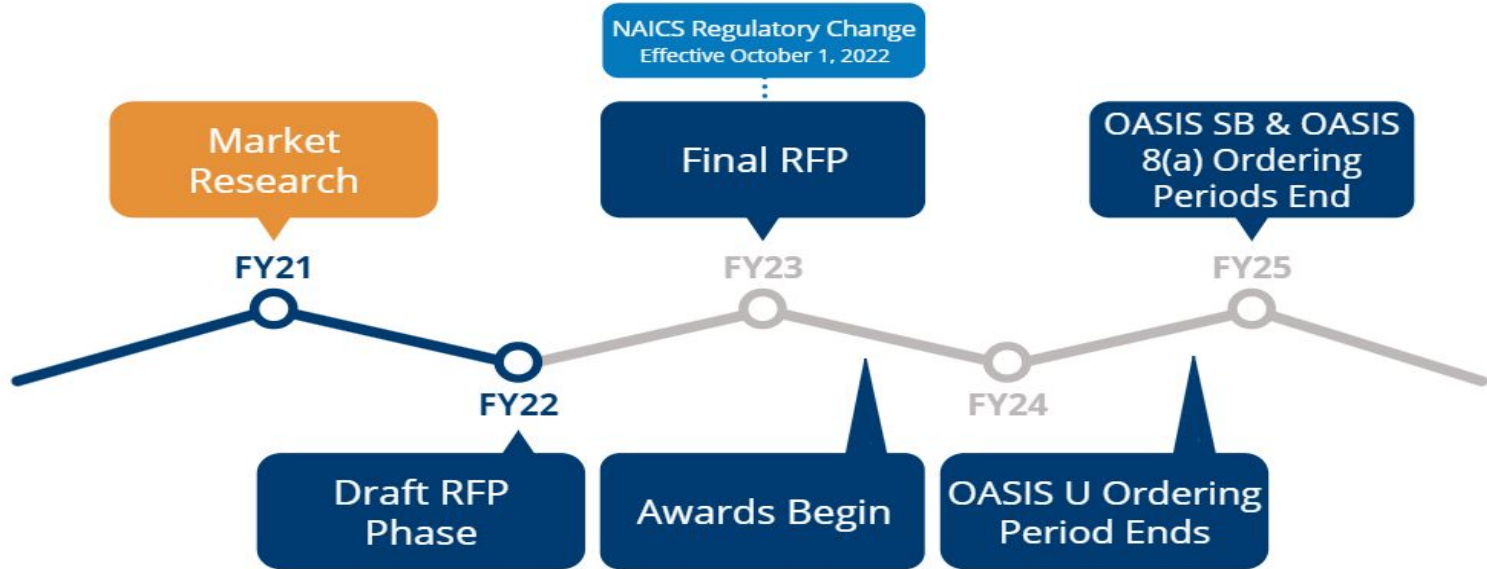 NAICS Regulatory Change
Effective October 1, 2022
Market
Research
Final RFP
OASIS SB & OASIS
8(a) Ordering
Periods End
FY21
FY23
FY25
FY22
FY24
Draft RFP
Phase
Awards Begin
OASIS U Ordering
Period Ends